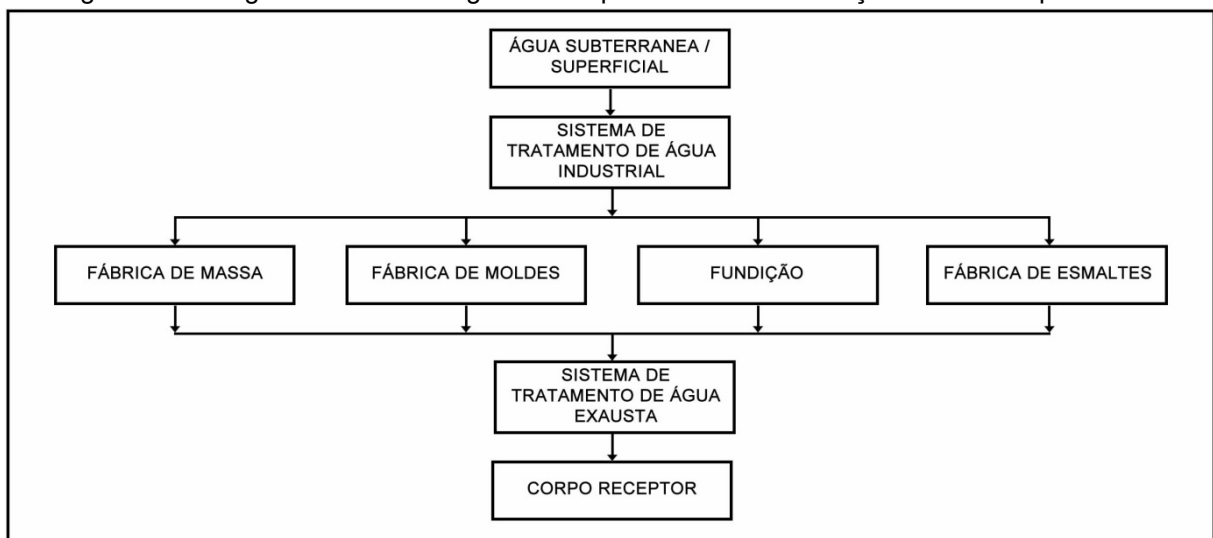 ÁGUA SUBTERRANEA /
SUPERFICIAL
SISTEMA DE
TRATAMENTO DE ÁGUA
INDUSTRIAL
FÁBRICA DE MASSA
FÁBRICA DE MOLDES
FUNDIÇÃO
FÁBRICA DE ESMALTES
SISTEMA DE
TRATAMENTO DE ÁGUA
EXAUSTA
CORPO RECEPTOR